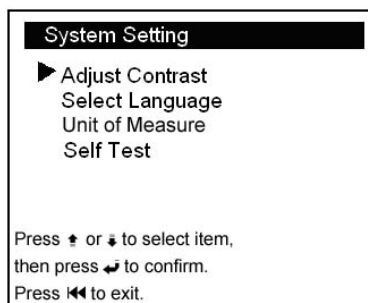 System Setting
Adjust Contrast
Select Language
Unit of Measure
Self Test
Press ⬆ or ⬇ to select item,
then press ↵ to confirm.
Press ⏮ to exit.